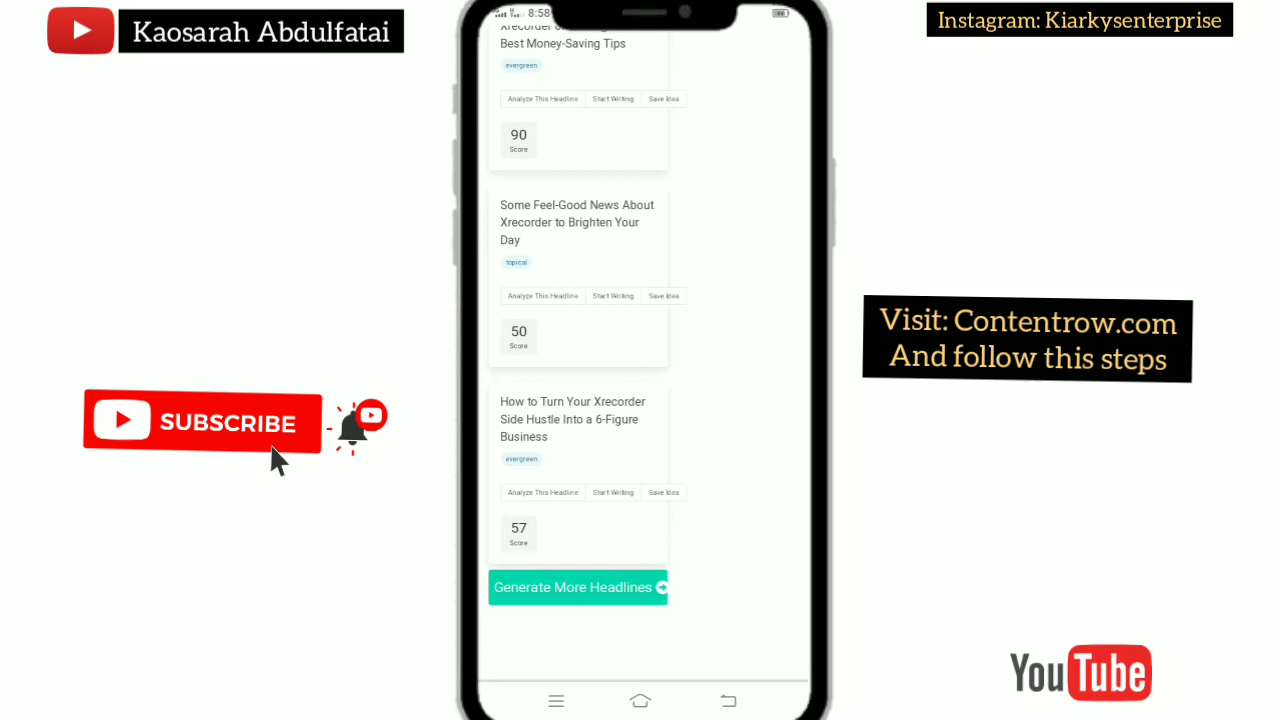 Kaosarah Abdulfatai
Instagram: Kiarkysenterprise
8:58
Best Money-Saving Tips
evergreen
Analyze This Headline Start Writing Save Idea
90
Score
Some Feel-Good News About
Xrecorder to Brighten Your
Day
topical
Analyze This Headline Start Writing Save Idea
50
Score
How to Turn Your Xrecorder
Side Hustle Into a 6-Figure
Business
evergreen
Analyze This Headline Start Writing Save Idea
57
Score
Generate More Headlines
Visit: Contentrow.com
And follow this steps
SUBSCRIBE
YouTube